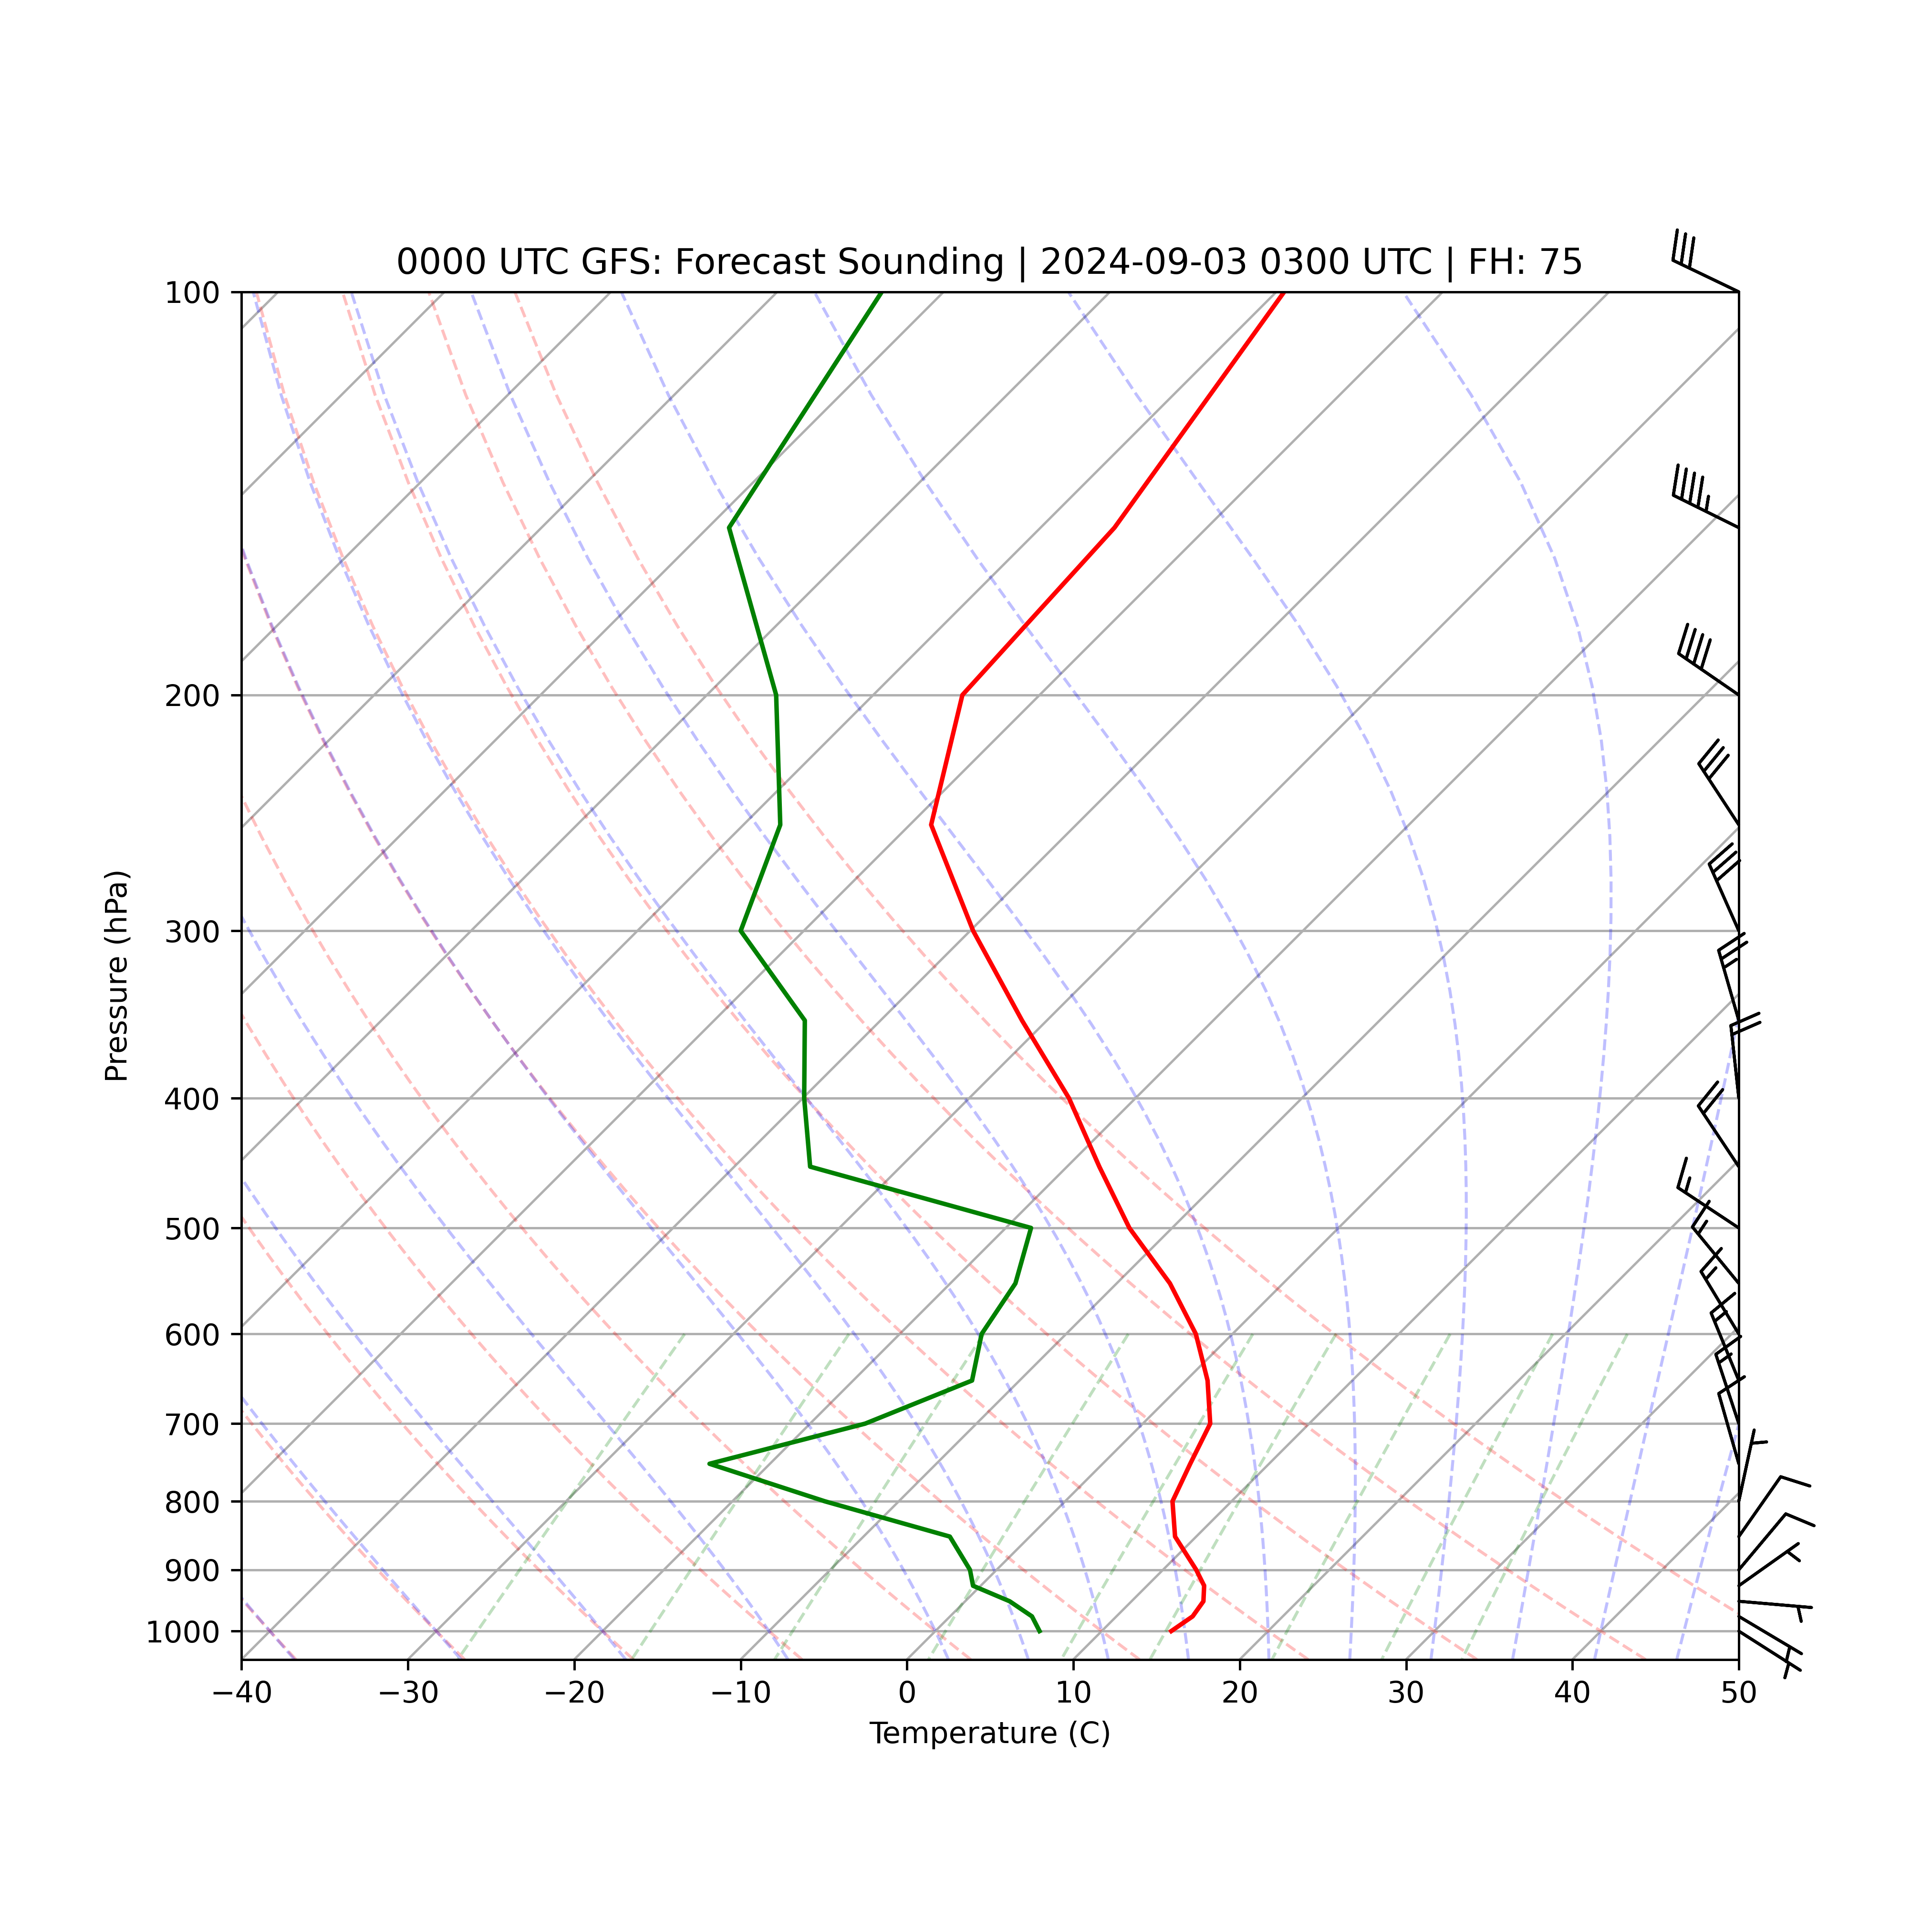 0000 UTC GFS: Forecast Sounding | 2024-09-03 0300 UTC | FH: 75
100
200
300
400
500
600
700
800
900
1000
Pressure (hPa)
−40 −30 −20 −10 0 10 20 30 40 50
Temperature (C)